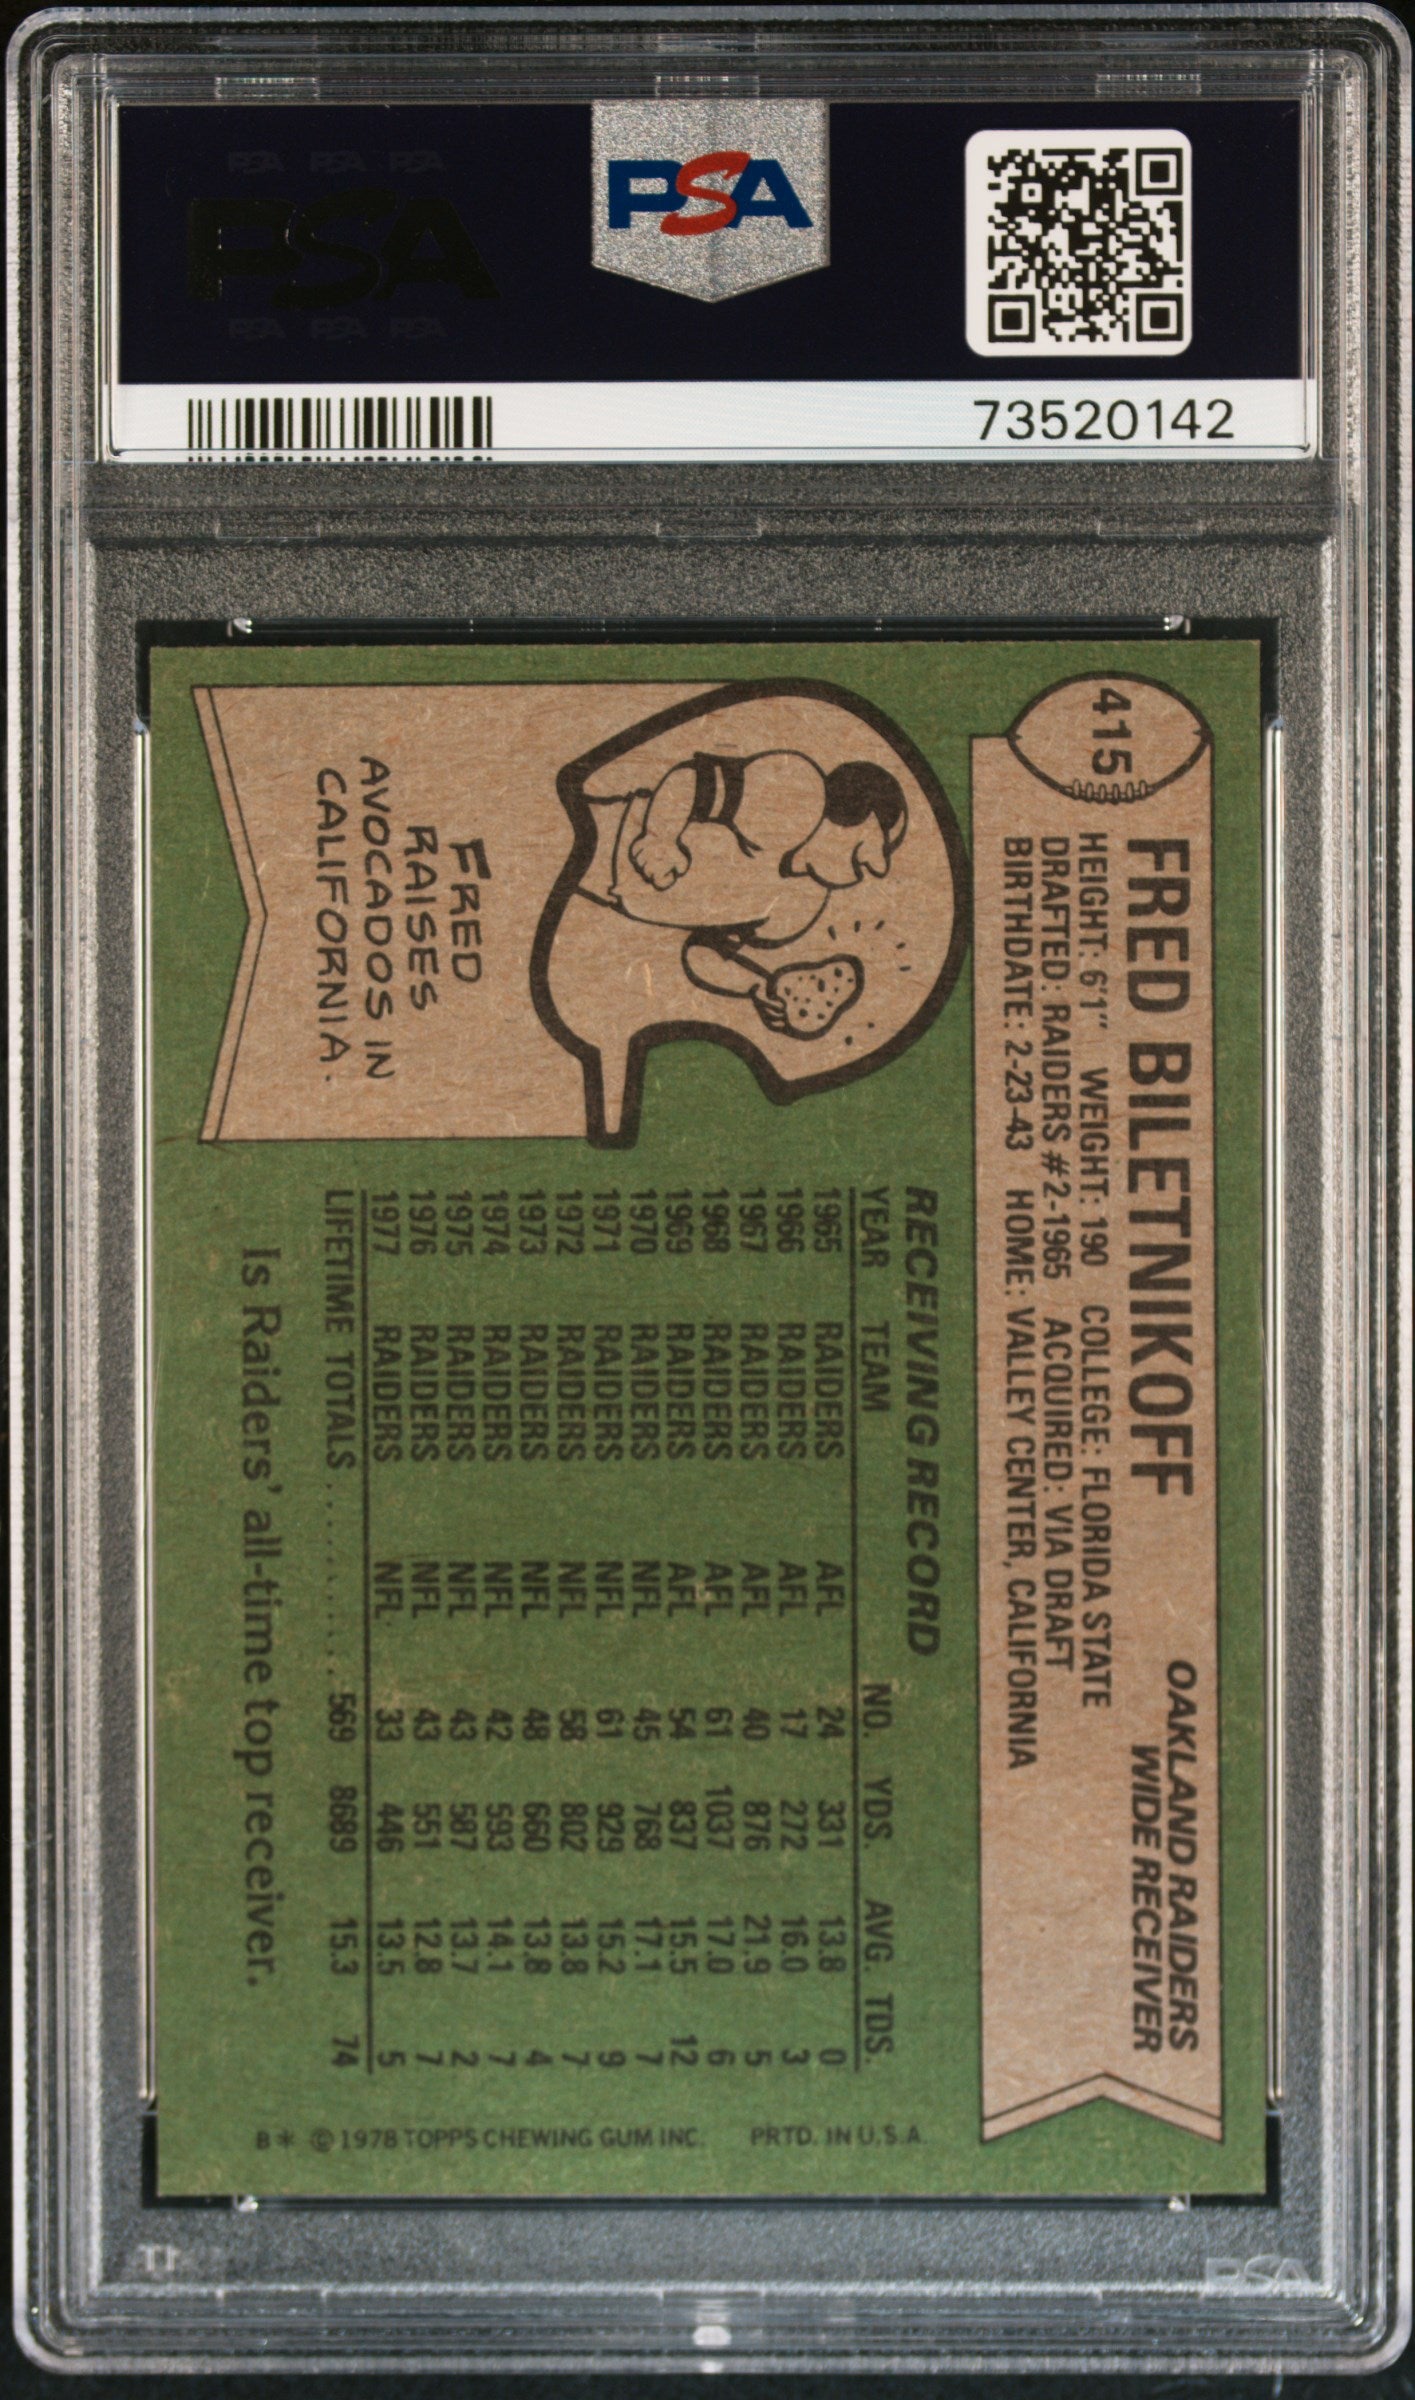 PSA PSA PSA
PSA
PSA PSA PSA
PSA
73520142
415
FRED BILETNIKOFF
OAKLAND RAIDERS
WIDE RECEIVER
HEIGHT: 6'1" WEIGHT: 190 COLLEGE: FLORIDA STATE
DRAFTED: RAIDERS #2-1965 ACQUIRED: VIA DRAFT
BIRTHDATE: 2-23-43 HOME: VALLEY CENTER, CALIFORNIA
FRED
RAISES
AVOCADOS IN
CALIFORNIA.
RECEIVING RECORD
YEAR TEAM NO. YDS. AVG. TDS.
1965 RAIDERS AFL 24 331 13.8 0
1966 RAIDERS AFL 17 272 16.0 3
1967 RAIDERS AFL 40 876 21.9 5
1968 RAIDERS AFL 61 1037 17.0 6
1969 RAIDERS AFL 54 837 15.5 12
1970 RAIDERS NFL 45 768 17.1 7
1971 RAIDERS NFL 61 929 15.2 9
1972 RAIDERS NFL 58 802 13.8 7
1973 RAIDERS NFL 48 660 13.8 4
1974 RAIDERS NFL 42 593 14.1 7
1975 RAIDERS NFL 43 587 13.7 2
1976 RAIDERS NFL 43 551 12.8 7
1977 RAIDERS NFL 33 446 13.5 5
LIFETIME TOTALS.......... 569 8689 15.3 74
Is Raiders' all-time top receiver.
B* © 1978 TOPPS CHEWING GUM INC. PRTD. IN U.S.A.
PSA